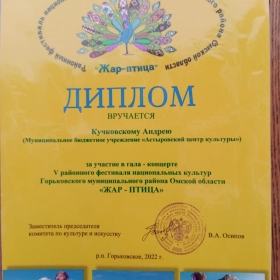 Районный фестиваль национальных культур Горьковского муниципального района Омской области
"Жар-птица"
ДИПЛОМ
ВРУЧАЕТСЯ
Кучковскому Андрею
(Муниципальное бюджетное учреждение «Астыровский центр культуры»)
за участие в гала - концерте
V районного фестиваля национальных культур
Горьковского муниципального района Омской области
«ЖАР - ПТИЦА»
Заместитель председателя
комитета по культуре и искусству
В.А. Осипов
р.п. Горьковское, 2022 г.